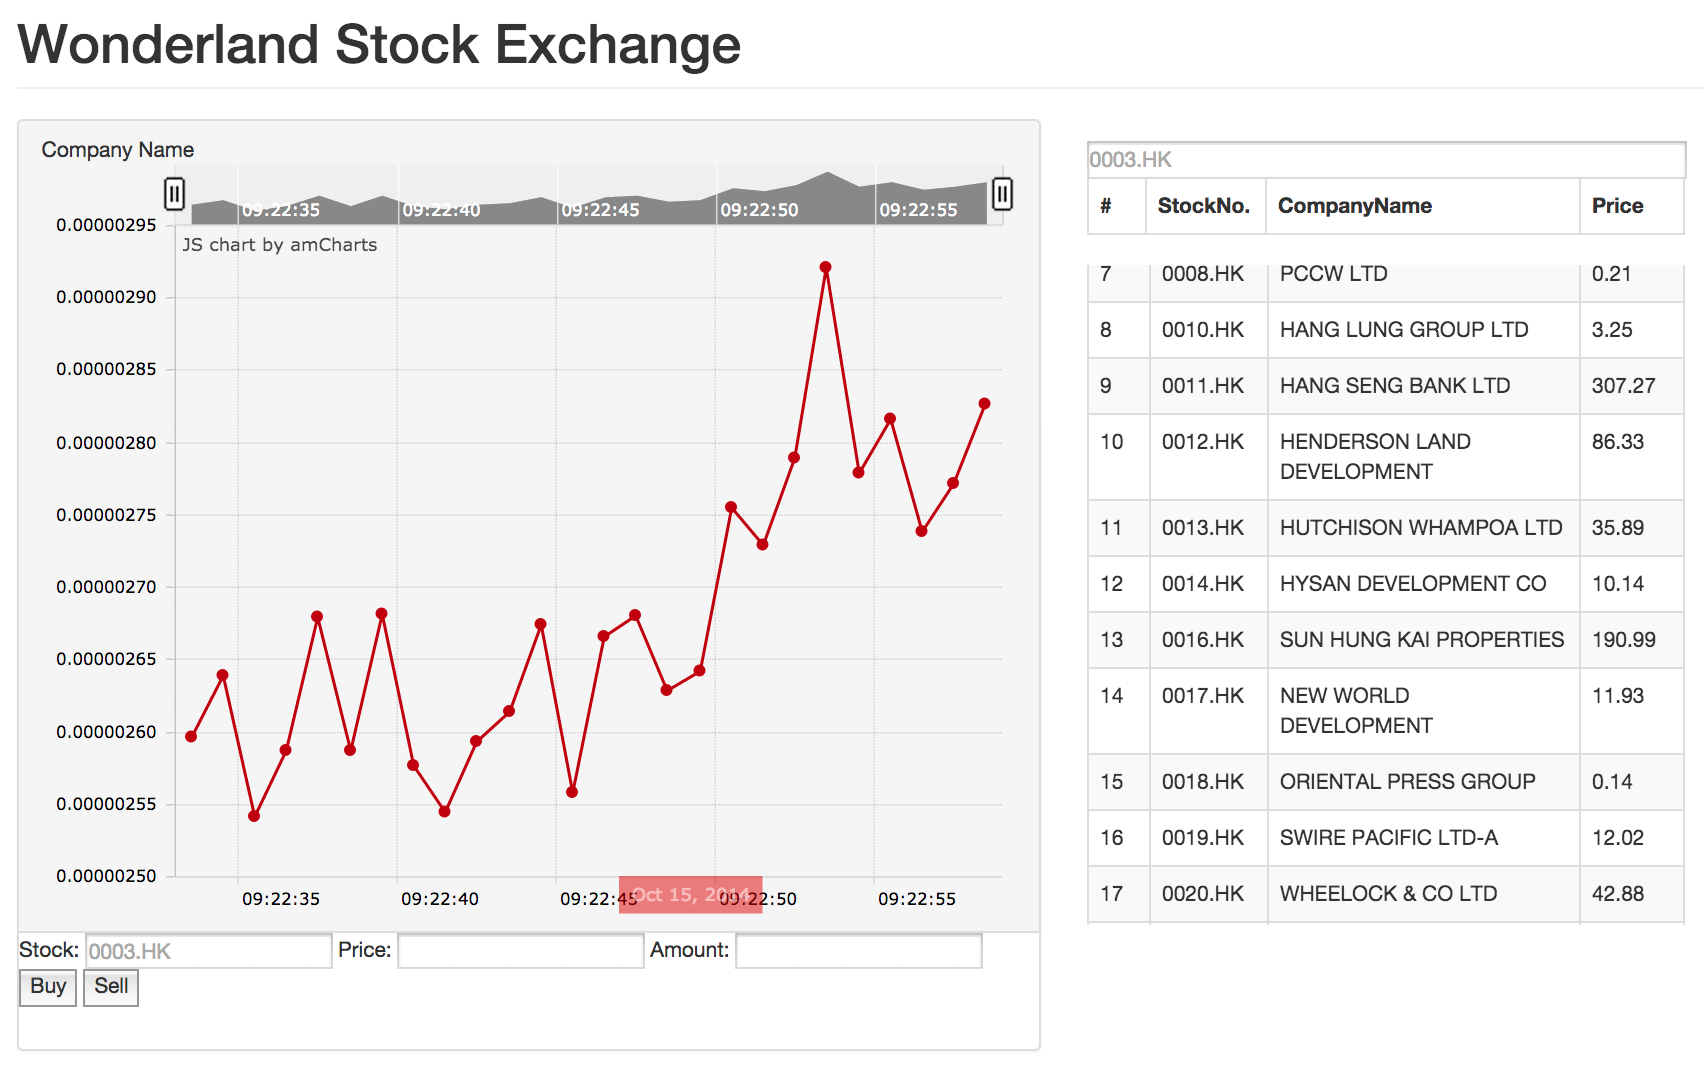 Wonderland Stock Exchange
Company Name
09:22:35 09:22:40 09:22:45 09:22:50 09:22:55
JS chart by amCharts
0.00000295
0.00000290
0.00000285
0.00000280
0.00000275
0.00000270
0.00000265
0.00000260
0.00000255
0.00000250
09:22:35 09:22:40 09:22:45 09:22:50 09:22:55
Oct 15, 2014
Stock: 0003.HK Price: Amount:
Buy Sell
0003.HK
# StockNo. CompanyName Price
7 0008.HK PCCW LTD 0.21
8 0010.HK HANG LUNG GROUP LTD 3.25
9 0011.HK HANG SENG BANK LTD 307.27
10 0012.HK HENDERSON LAND 86.33
DEVELOPMENT
11 0013.HK HUTCHISON WHAMPOA LTD 35.89
12 0014.HK HYSAN DEVELOPMENT CO 10.14
13 0016.HK SUN HUNG KAI PROPERTIES 190.99
14 0017.HK NEW WORLD 11.93
DEVELOPMENT
15 0018.HK ORIENTAL PRESS GROUP 0.14
16 0019.HK SWIRE PACIFIC LTD-A 12.02
17 0020.HK WHEELOCK & CO LTD 42.88